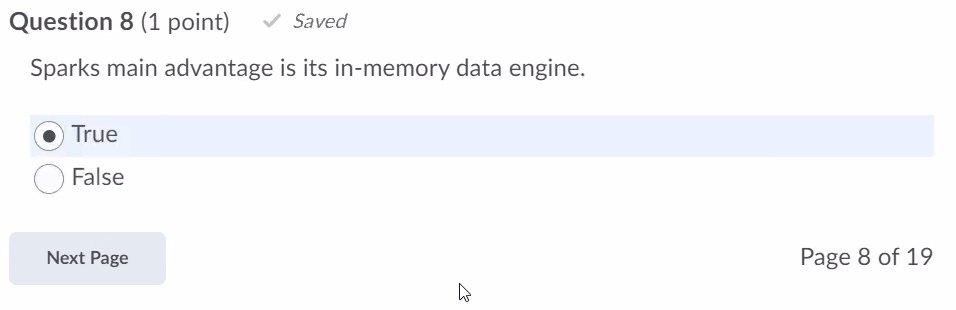 Question 8 (1 point) Saved
Sparks main advantage is its in-memory data engine.
True
False
Next Page Page 8 of 19